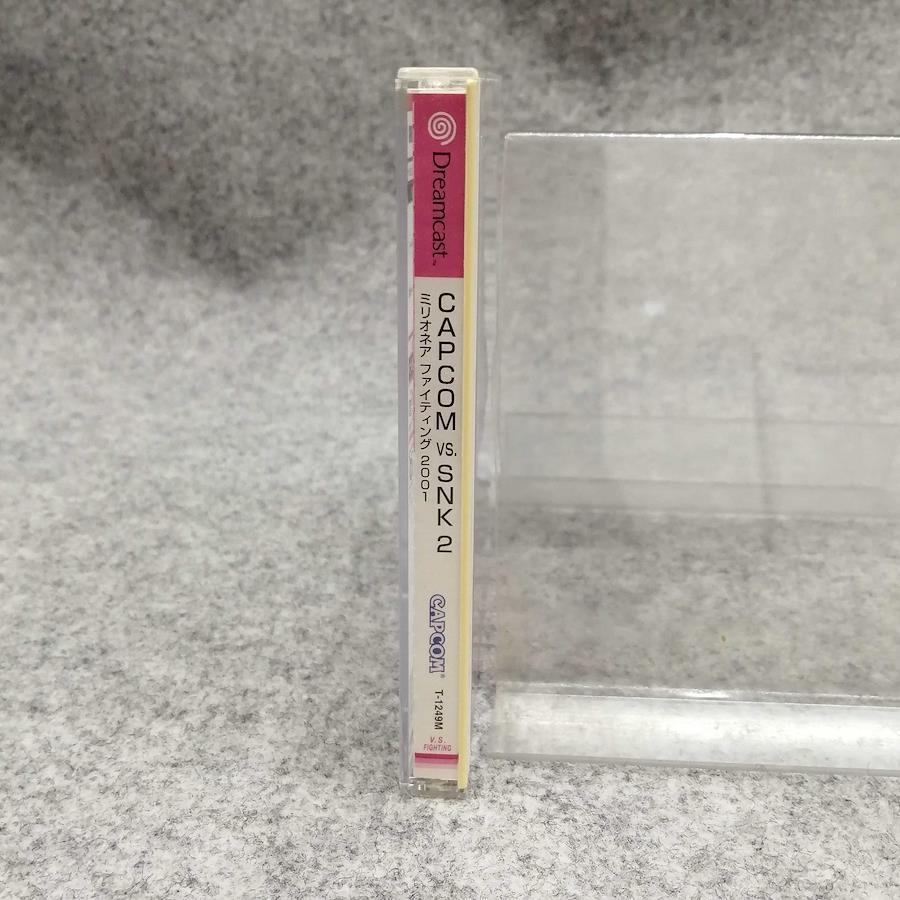 Dreamcast™
CAPCOM VS. SNK 2
ミリオネア ファイティング 2001
CAPCOM®
T-1249M
V.S.
FIGHTING